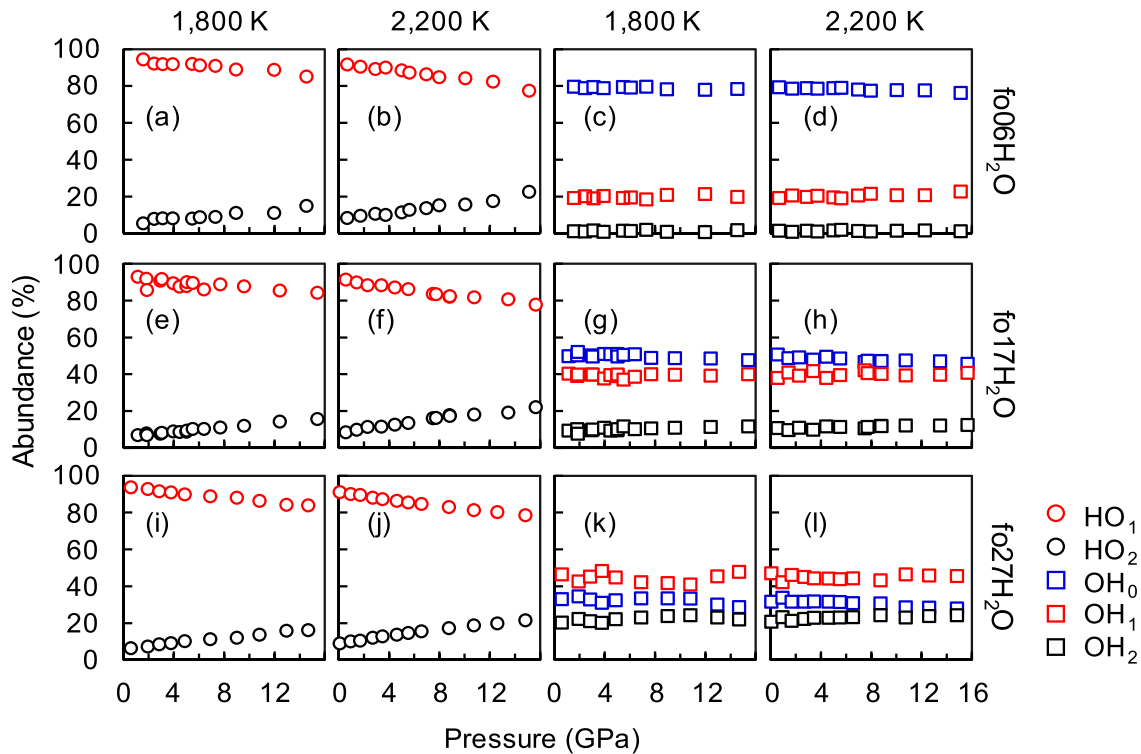 1,800 K 2,200 K 1,800 K 2,200 K
100
80
60
40
20
0
(a) (b) (c) (d)
fo06H₂O
100
80
60
40
20
0
(e) (f) (g) (h)
fo17H₂O
100
80
60
40
20
0
(i) (j) (k) (l)
fo27H₂O
Abundance (%)
0 4 8 12 0 4 8 12 0 4 8 12 0 4 8 12 16
Pressure (GPa)
HO₁
HO₂
OH₀
OH₁
OH₂